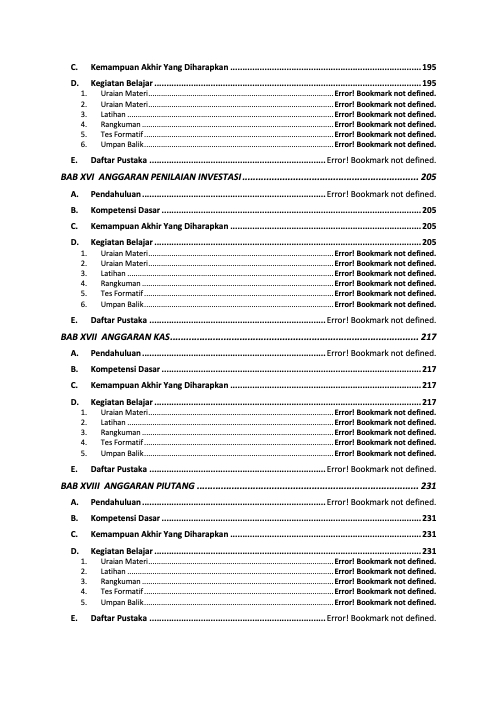 C. Kemampuan Akhir Yang Diharapkan ........ 195
D. Kegiatan Belajar ........ 195
1. Uraian Materi ........ Error! Bookmark not defined.
2. Uraian Materi ........ Error! Bookmark not defined.
3. Latihan ........ Error! Bookmark not defined.
4. Rangkuman ........ Error! Bookmark not defined.
5. Tes Formatif ........ Error! Bookmark not defined.
6. Umpan Balik ........ Error! Bookmark not defined.
E. Daftar Pustaka ........ Error! Bookmark not defined.
BAB XVI ANGGARAN PENILAIAN INVESTASI ........ 205
A. Pendahuluan ........ Error! Bookmark not defined.
B. Kompetensi Dasar ........ 205
C. Kemampuan Akhir Yang Diharapkan ........ 205
D. Kegiatan Belajar ........ 205
1. Uraian Materi ........ Error! Bookmark not defined.
2. Uraian Materi ........ Error! Bookmark not defined.
3. Latihan ........ Error! Bookmark not defined.
4. Rangkuman ........ Error! Bookmark not defined.
5. Tes Formatif ........ Error! Bookmark not defined.
6. Umpan Balik ........ Error! Bookmark not defined.
E. Daftar Pustaka ........ Error! Bookmark not defined.
BAB XVII ANGGARAN KAS ........ 217
A. Pendahuluan ........ Error! Bookmark not defined.
B. Kompetensi Dasar ........ 217
C. Kemampuan Akhir Yang Diharapkan ........ 217
D. Kegiatan Belajar ........ 217
1. Uraian Materi ........ Error! Bookmark not defined.
2. Latihan ........ Error! Bookmark not defined.
3. Rangkuman ........ Error! Bookmark not defined.
4. Tes Formatif ........ Error! Bookmark not defined.
5. Umpan Balik ........ Error! Bookmark not defined.
E. Daftar Pustaka ........ Error! Bookmark not defined.
BAB XVIII ANGGARAN PIUTANG ........ 231
A. Pendahuluan ........ Error! Bookmark not defined.
B. Kompetensi Dasar ........ 231
C. Kemampuan Akhir Yang Diharapkan ........ 231
D. Kegiatan Belajar ........ 231
1. Uraian Materi ........ Error! Bookmark not defined.
2. Latihan ........ Error! Bookmark not defined.
3. Rangkuman ........ Error! Bookmark not defined.
4. Tes Formatif ........ Error! Bookmark not defined.
5. Umpan Balik ........ Error! Bookmark not defined.
E. Daftar Pustaka ........ Error! Bookmark not defined.